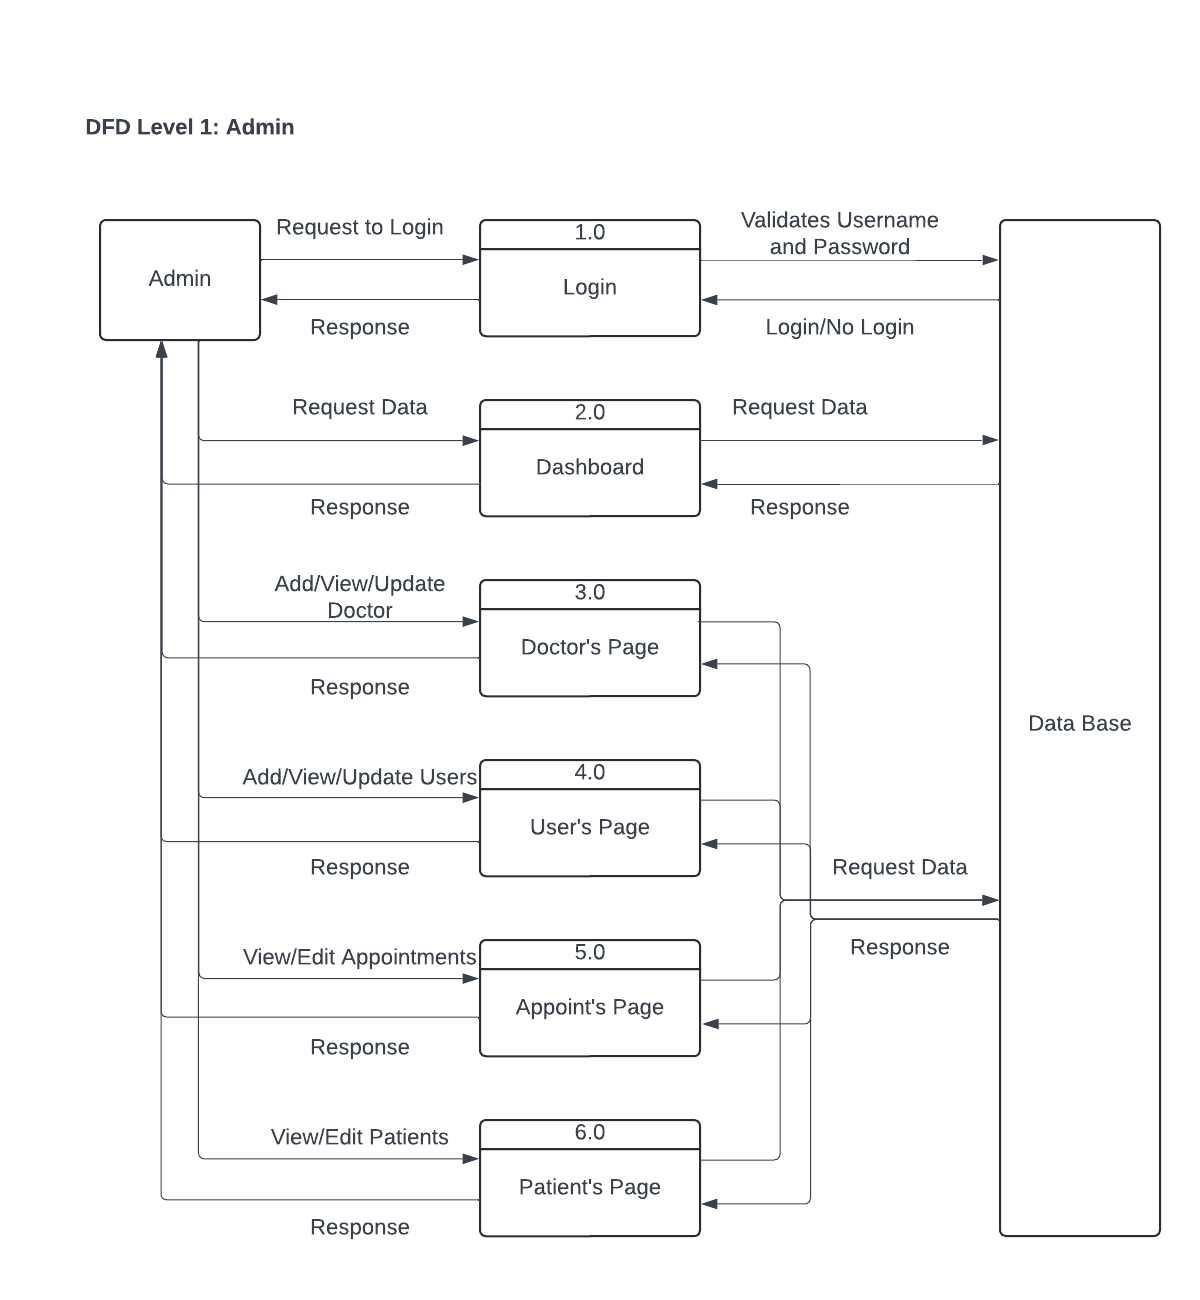 DFD Level 1: Admin
Admin
Request to Login
Response
1.0
Login
Validates Username
and Password
Login/No Login
Request Data
Response
2.0
Dashboard
Request Data
Response
Add/View/Update
Doctor
Response
3.0
Doctor's Page
Data Base
Add/View/Update Users
Response
4.0
User's Page
Request Data
Response
View/Edit Appointments
Response
5.0
Appoint's Page
View/Edit Patients
Response
6.0
Patient's Page